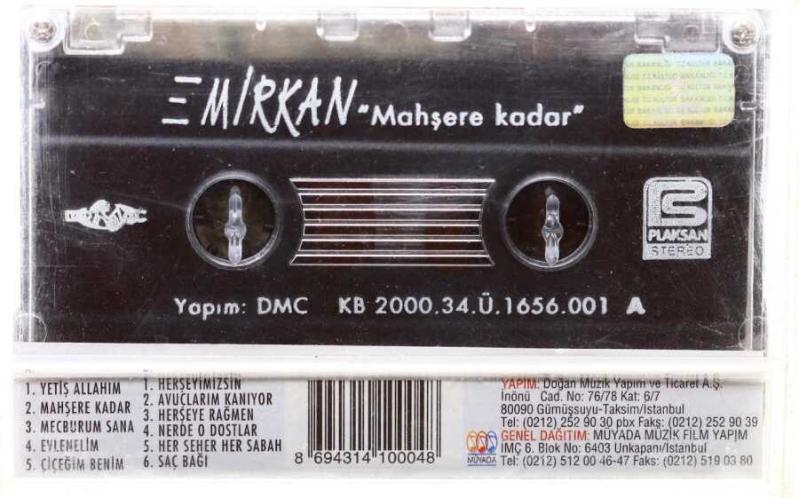 EMİRKAN "Mahşere kadar"
PLAKSAN
STEREO
Yapım: DMC KB 2000.34.Ü.1656.001 A
1. YETİŞ ALLAHIM
2. MAHŞERE KADAR
3. MECBURUM SANA
4. EVLENELİM
5. ÇİÇEĞİM BENİM
1. HERŞEYİMİZSİN
2. AVUÇLARIM KANIYOR
3. HERŞEYE RAĞMEN
4. NERDE O DOSTLAR
5. HER SEHER HER SABAH
6. SAÇ BAĞI
8 694314 100048
YAPIM: Doğan Müzik Yapım ve Ticaret A.Ş.
İnönü Cad. No: 76/78 Kat: 6/7
80090 Gümüşsuyu-Taksim/İstanbul
Tel: (0212) 252 90 30 pbx Fakş: (0212) 252 90 39
GENEL DAĞITIM: MÜYADA MÜZİK FİLM YAPIM
İMÇ 6. Blok No: 6403 Unkapanı/İstanbul
Tel: (0212) 512 00 46-47 Faks: (0212) 519 03 80
MÜYADA